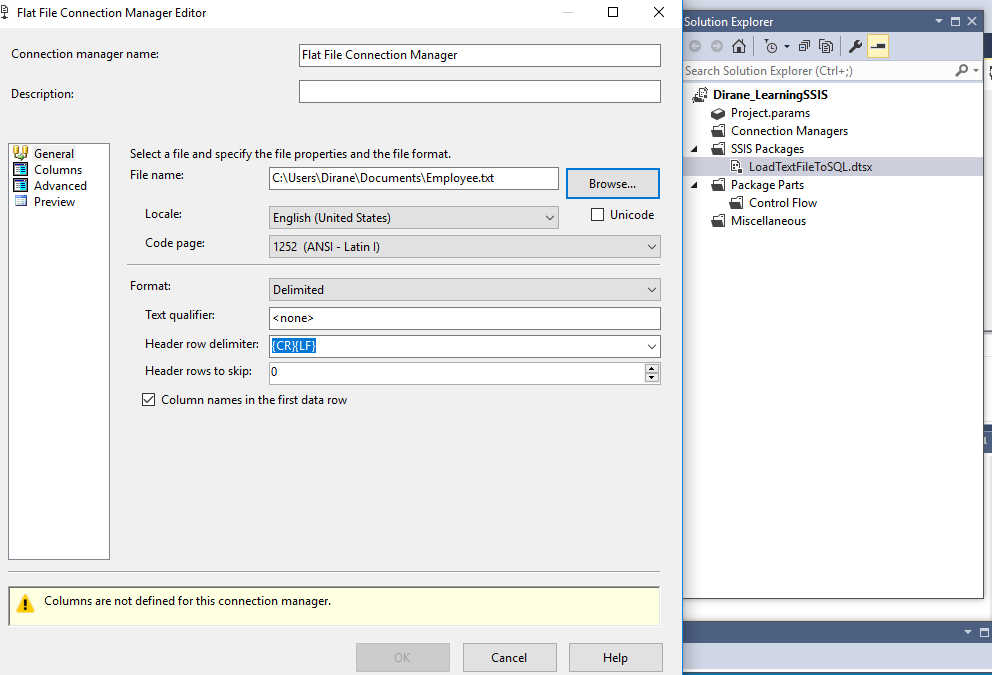 Flat File Connection Manager Editor
Connection manager name: Flat File Connection Manager
Description:
General
Columns
Advanced
Preview
Select a file and specify the file properties and the file format.
File name: C:\Users\Dirane\Documents\Employee.txt Browse...
Locale: English (United States) Unicode
Code page: 1252 (ANSI - Latin I)
Format: Delimited
Text qualifier: <none>
Header row delimiter: {CR}{LF}
Header rows to skip: 0
Column names in the first data row
Columns are not defined for this connection manager.
OK Cancel Help
Solution Explorer
Search Solution Explorer (Ctrl+;)
Dirane_LearningSSIS
Project.params
Connection Managers
SSIS Packages
LoadTextFileToSQL.dtsx
Package Parts
Control Flow
Miscellaneous